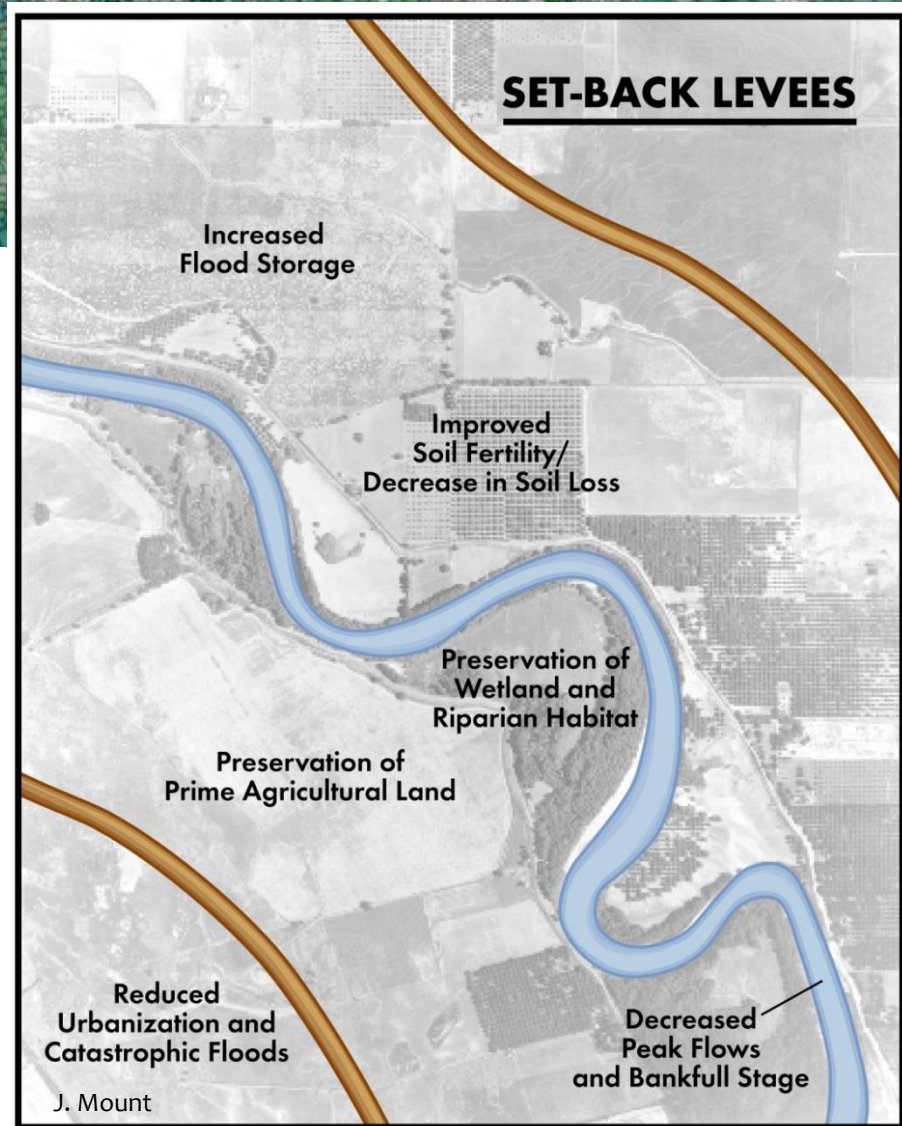 SET-BACK LEVEES
Increased
Flood Storage
Improved
Soil Fertility/
Decrease in Soil Loss
Preservation of
Wetland and
Riparian Habitat
Preservation of
Prime Agricultural Land
Reduced
Urbanization and
Catastrophic Floods
Decreased
Peak Flows
and Bankfull Stage
J. Mount